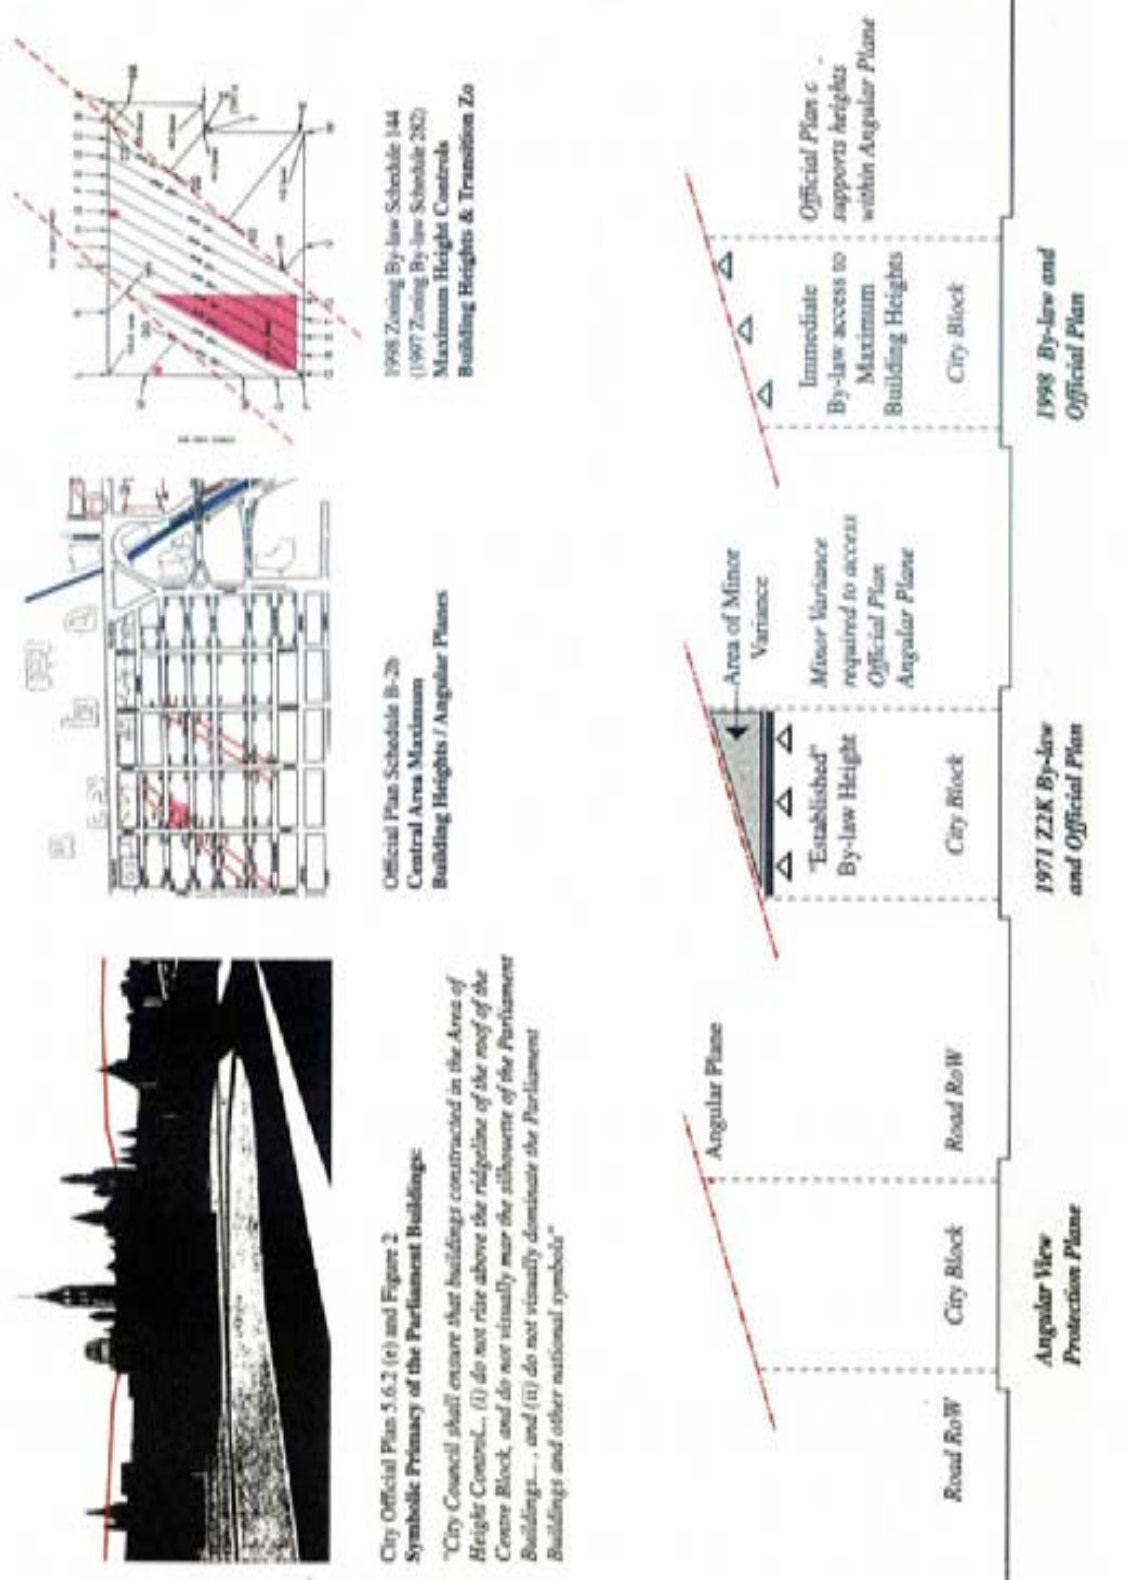 City Official Plan 5.6.2 (e) and Figure 2
Symbolic Primacy of the Parliament Buildings:
"City Council shall ensure that buildings constructed in the Area of
Height Control... (i) do not rise above the ridgeline of the roof of the
Centre Block, and do not visually mar the silhouette of the Parliament
Buildings... , and (ii) do not visually dominate the Parliament
Buildings and other national symbols"
Official Plan Schedule B-2b
Central Area Maximum
Building Heights / Angular Planes
1998 Zoning By-law Schedule 144
(1997 Zoning By-law Schedule 282)
Maximum Height Controls
Building Heights & Transition Zo
Angular Plane
Road RoW
City Block
Road RoW
Angular View
Protection Plane
Area of Minor
Variance
"Established"
By-law Height
Minor Variance
required to access
Official Plan
Angular Plane
City Block
1971 Z2K By-law
and Official Plan
Immediate
By-law access to
Maximum
Building Heights
Official Plan c
supports heights
within Angular Plane
City Block
1998 By-law and
Official Plan